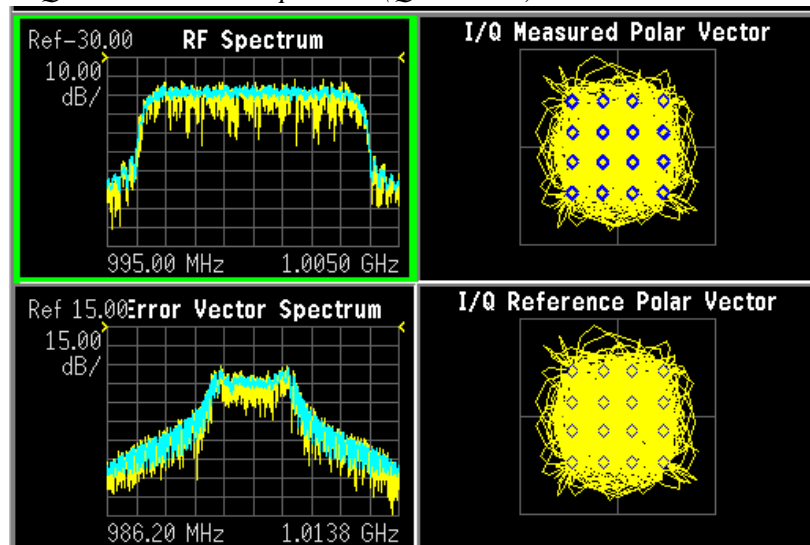 Ref-30.00 RF Spectrum
10.00
dB/
995.00 MHz 1.0050 GHz
I/Q Measured Polar Vector
Ref 15.00 Error Vector Spectrum
15.00
dB/
986.20 MHz 1.0138 GHz
I/Q Reference Polar Vector